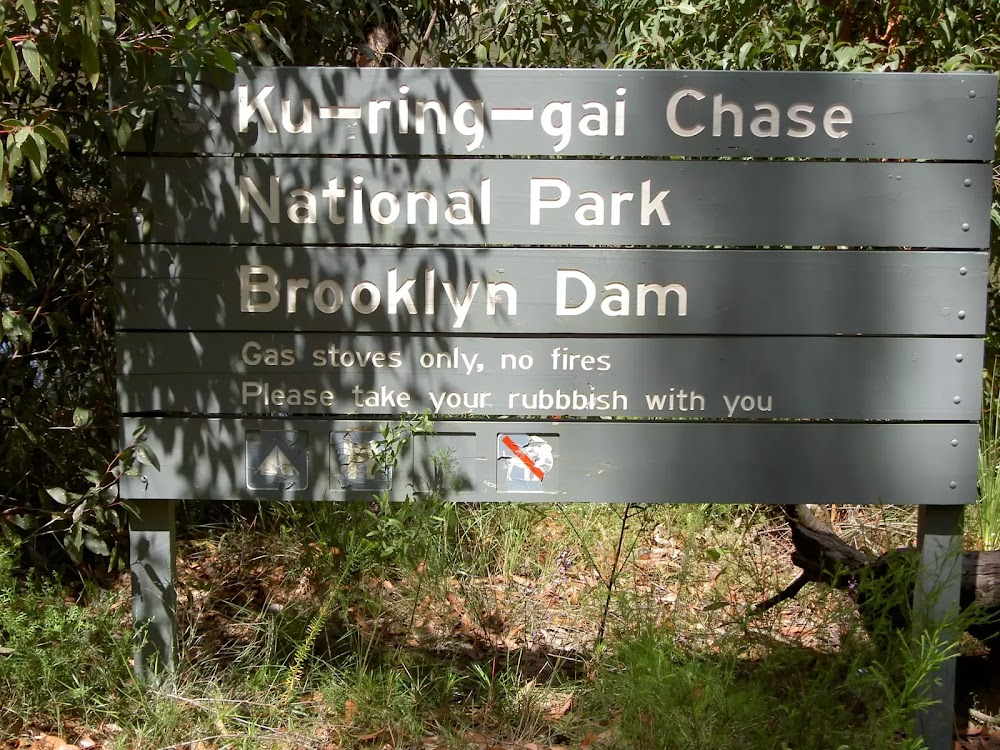 Ku-ring-gai Chase
National Park
Brooklyn Dam
Gas stoves only, no fires
Please take your rubbbish with you
P